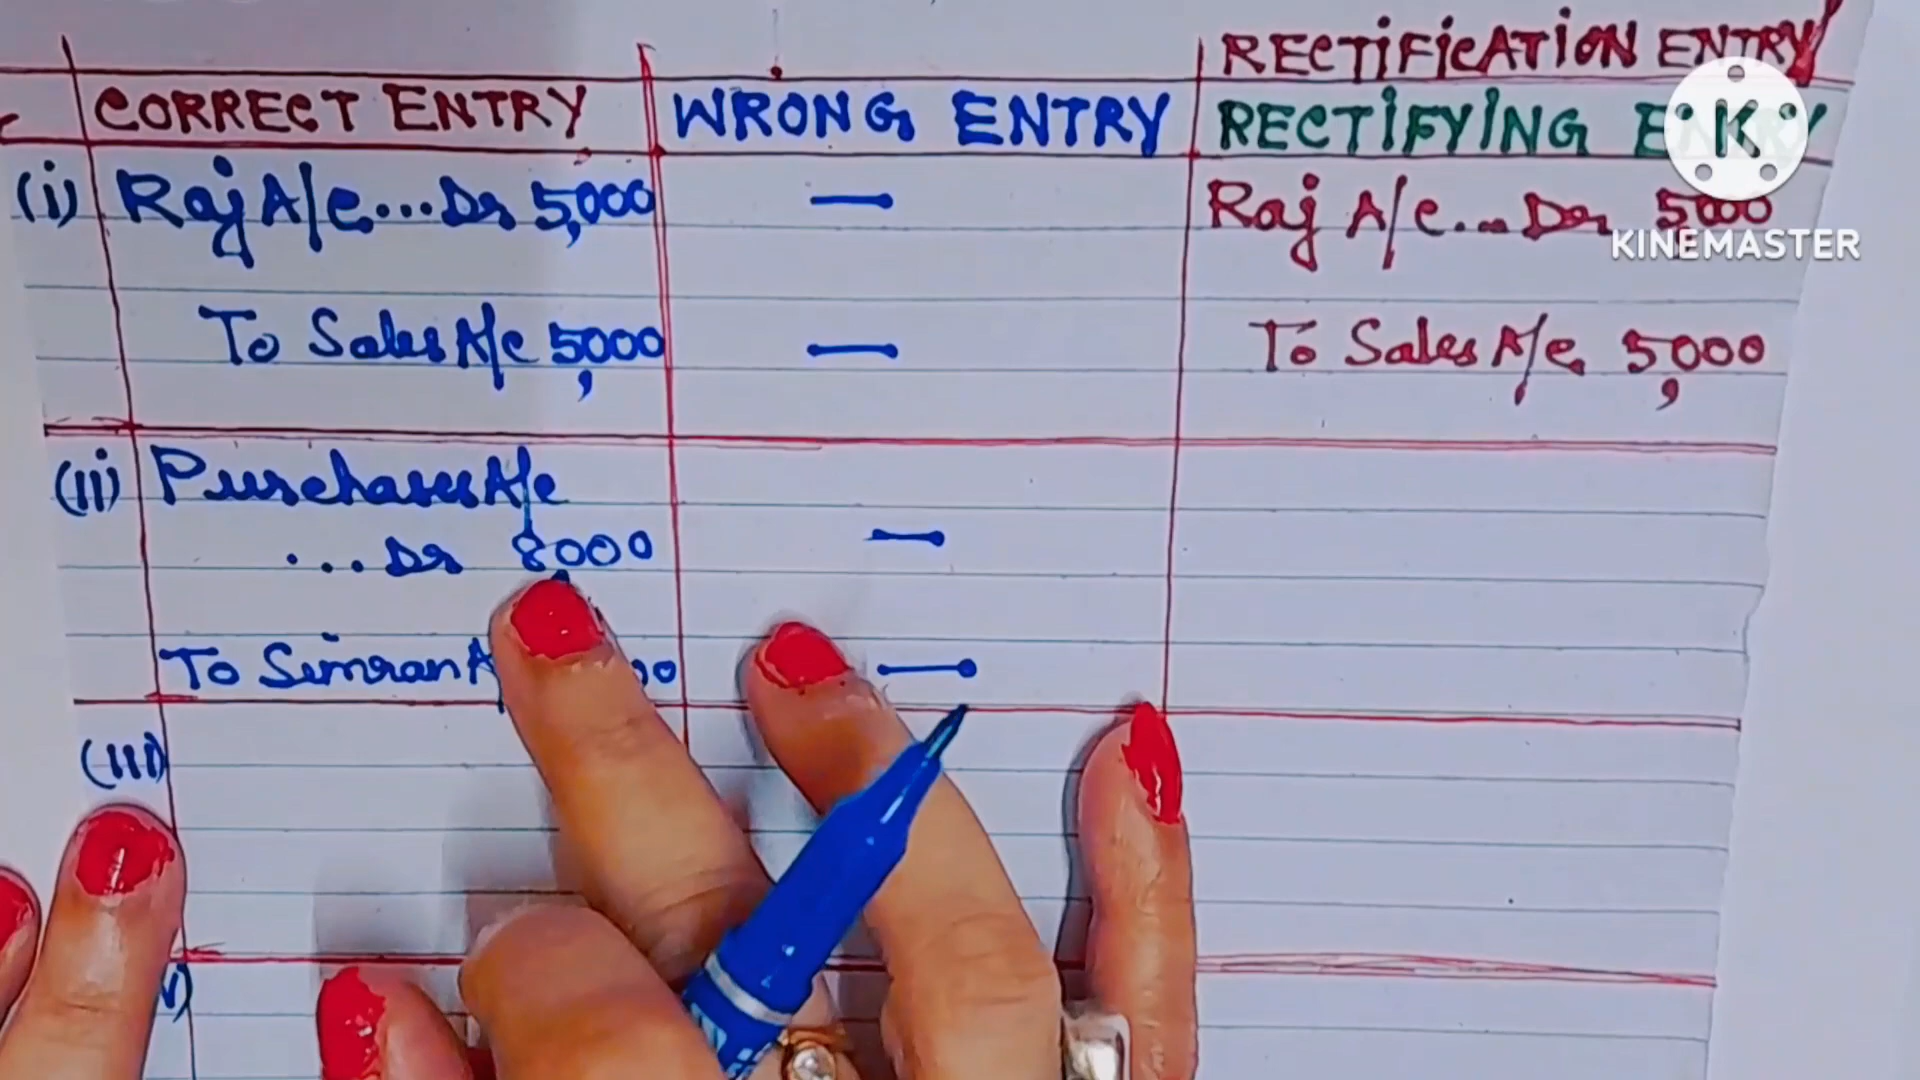 RECTIFICATION ENTRY
CORRECT ENTRY WRONG ENTRY RECTIFYING
(i) Raj A/c...Dr 5,000 — Raj A/c...Dr 5000
K
KINEMASTER
To Sales A/c 5,000 — To Sales A/c 5,000
(ii) Purchases A/c
...Dr 8000 —
To Simran —
(iii)